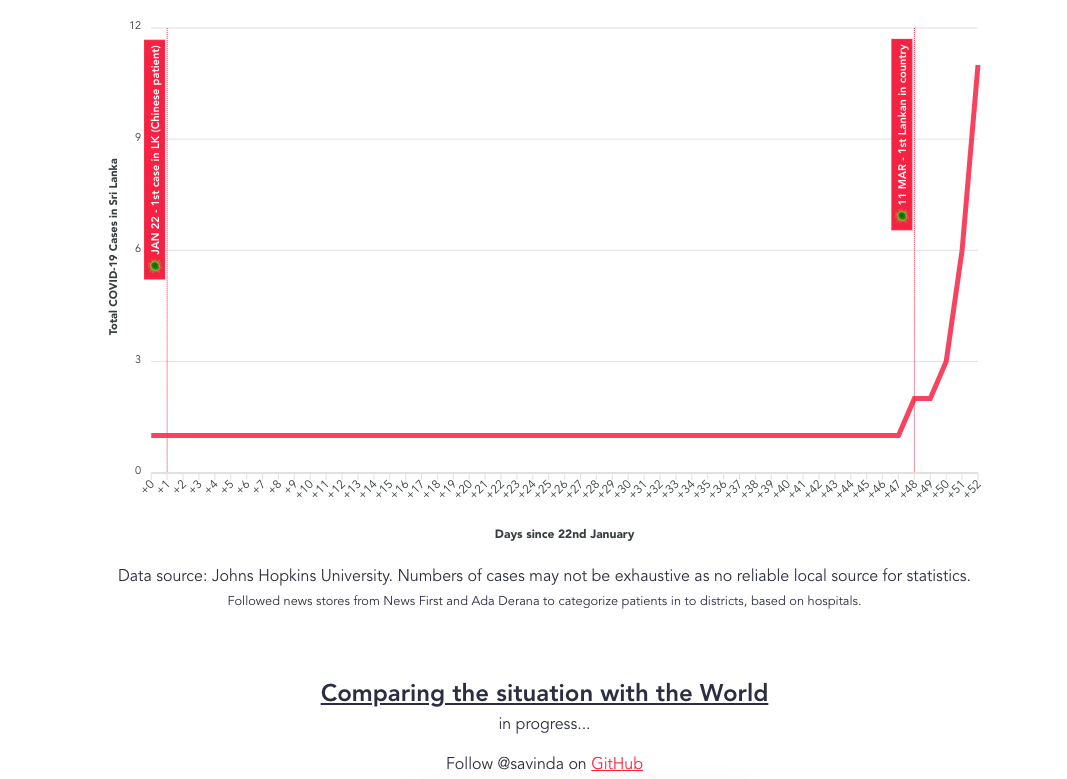 12
9
6
3
0
Total COVID-19 Cases in Sri Lanka
JAN 22 - 1st case in LK (Chinese patient)
11 MAR - 1st Lankan in country
+0 +1 +2 +3 +4 +5 +6 +7 +8 +9 +10 +11 +12 +13 +14 +15 +16 +17 +18 +19 +20 +21 +22 +23 +24 +25 +26 +27 +28 +29 +30 +31 +32 +33 +34 +35 +36 +37 +38 +39 +40 +41 +42 +43 +44 +45 +46 +47 +48 +49 +50 +51 +52
Days since 22nd January
Data source: Johns Hopkins University. Numbers of cases may not be exhaustive as no reliable local source for statistics.
Followed news stores from News First and Ada Derana to categorize patients in to districts, based on hospitals.
Comparing the situation with the World
in progress...
Follow @savinda on GitHub